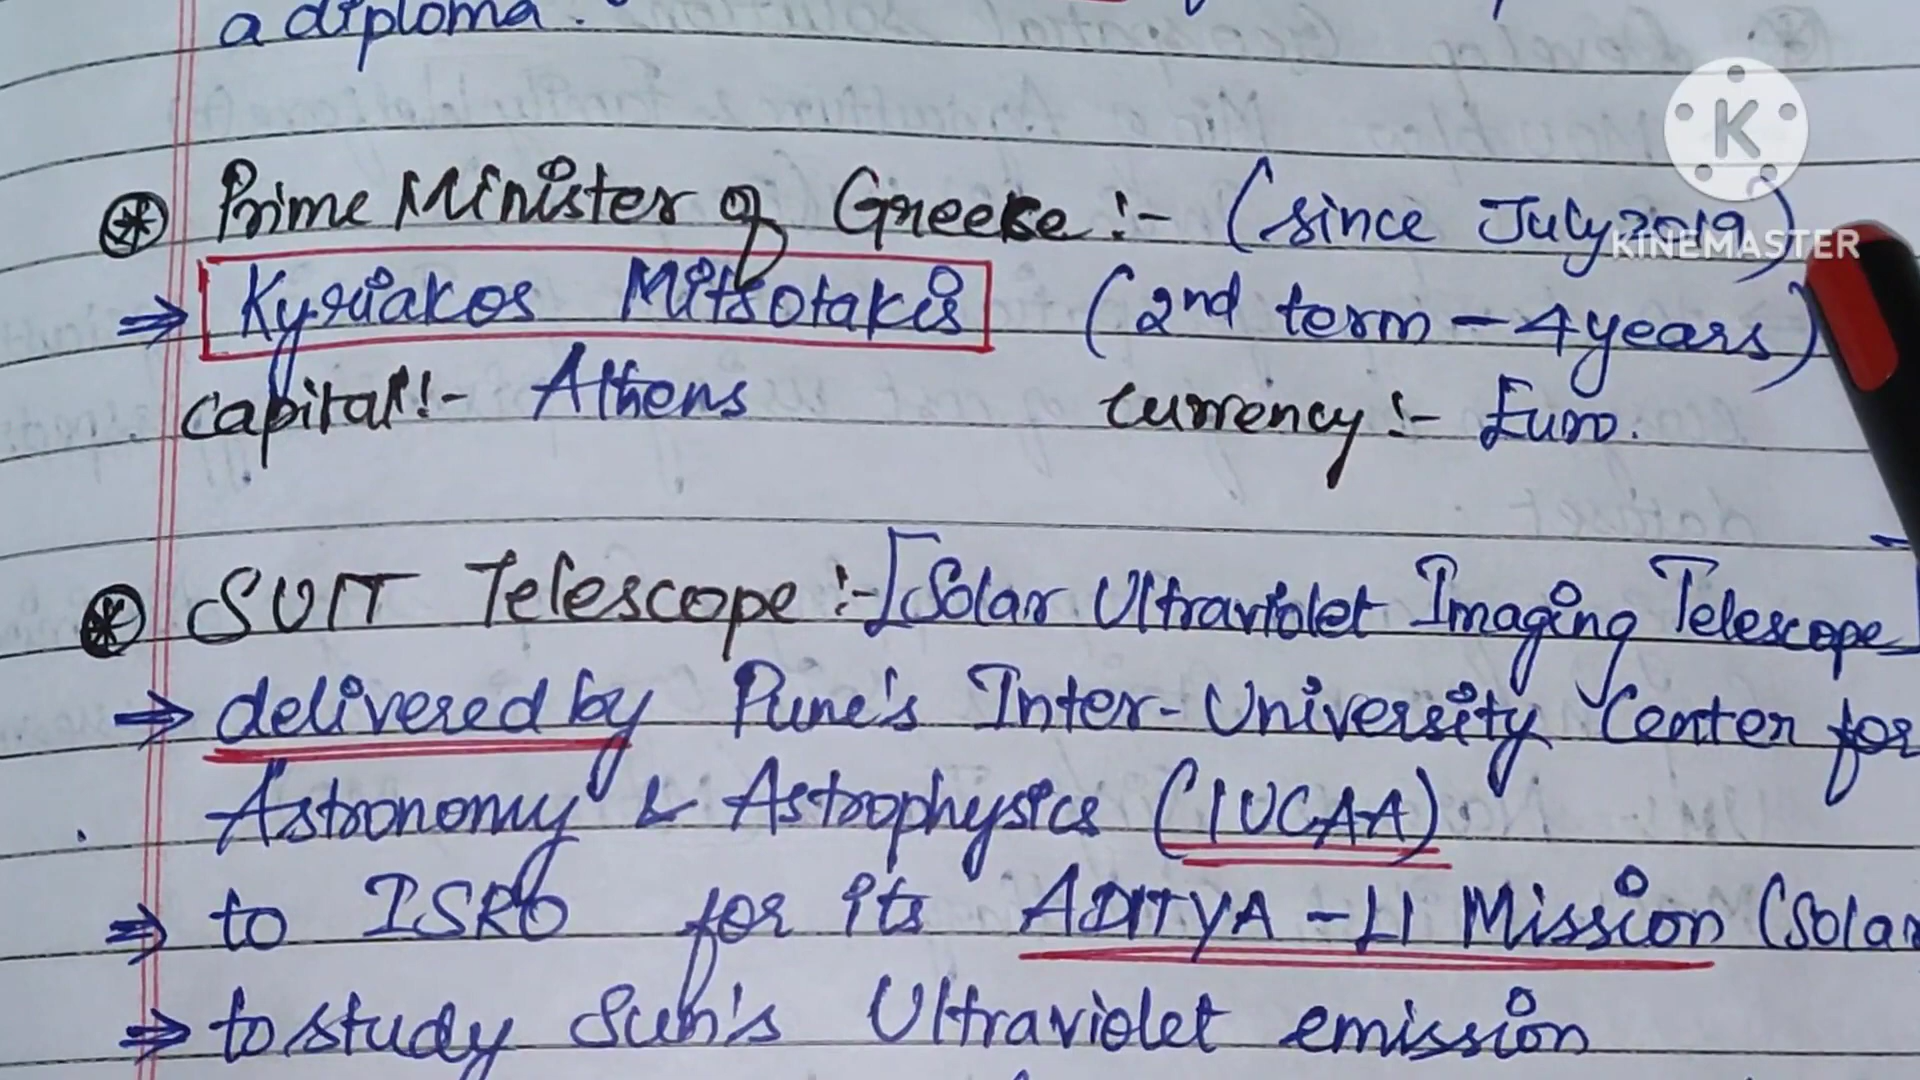 a diploma.
Prime Minister of Greece :- (since July 2019)
⇒ Kyriakos Mitsotakis (2nd term - 4 years)
capital :- Athens currency :- Euro.
SUIT Telescope :- [Solar Ultraviolet Imaging Telescope]
⇒ delivered by Pune's Inter-University Center for
Astronomy & Astrophysics (IUCAA)
⇒ to ISRO for its ADITYA-L1 Mission (Solar
⇒ to study Sun's Ultraviolet emission
K
KINEMASTER